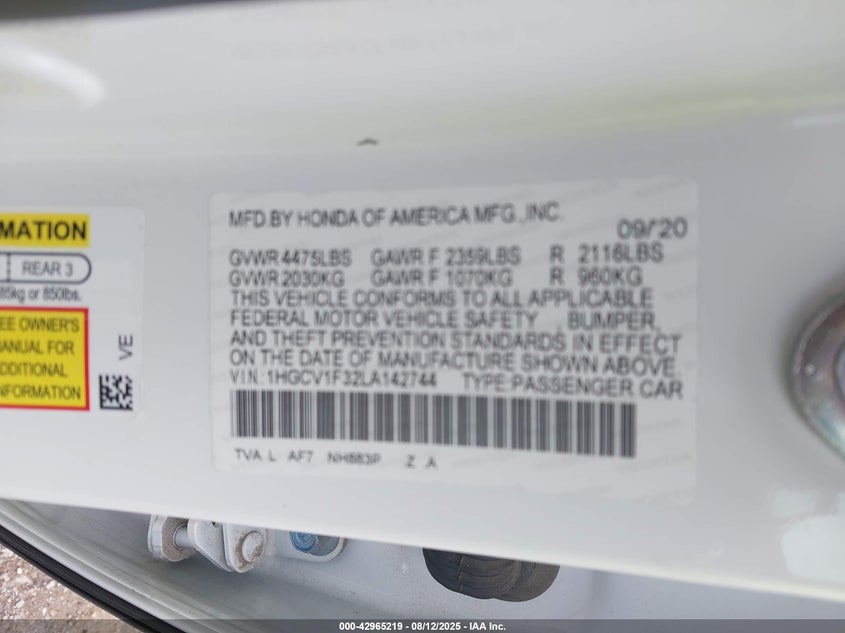 MATION
REAR 3
85kg or 850lbs.
EE OWNER'S
MANUAL FOR
ADDITIONAL
NFORMATION
VE
MFD.BY HONDA OF AMERICA MFG.,INC.
09/20
GVWR 4475LBS GAWR F 2359LBS R 2116LBS
GVWR 2030KG GAWR F 1070KG R 960KG
THIS VEHICLE CONFORMS TO ALL APPLICABLE
FEDERAL MOTOR VEHICLE SAFETY , BUMPER,
AND THEFT PREVENTION STANDARDS IN EFFECT
ON THE DATE OF MANUFACTURE SHOWN ABOVE.
VIN:1HGCV1F32LA142744 TYPE:PASSENGER CAR
TVA L AF7 NH883P Z A
000-42965219 - 08/12/2025 - IAA Inc.